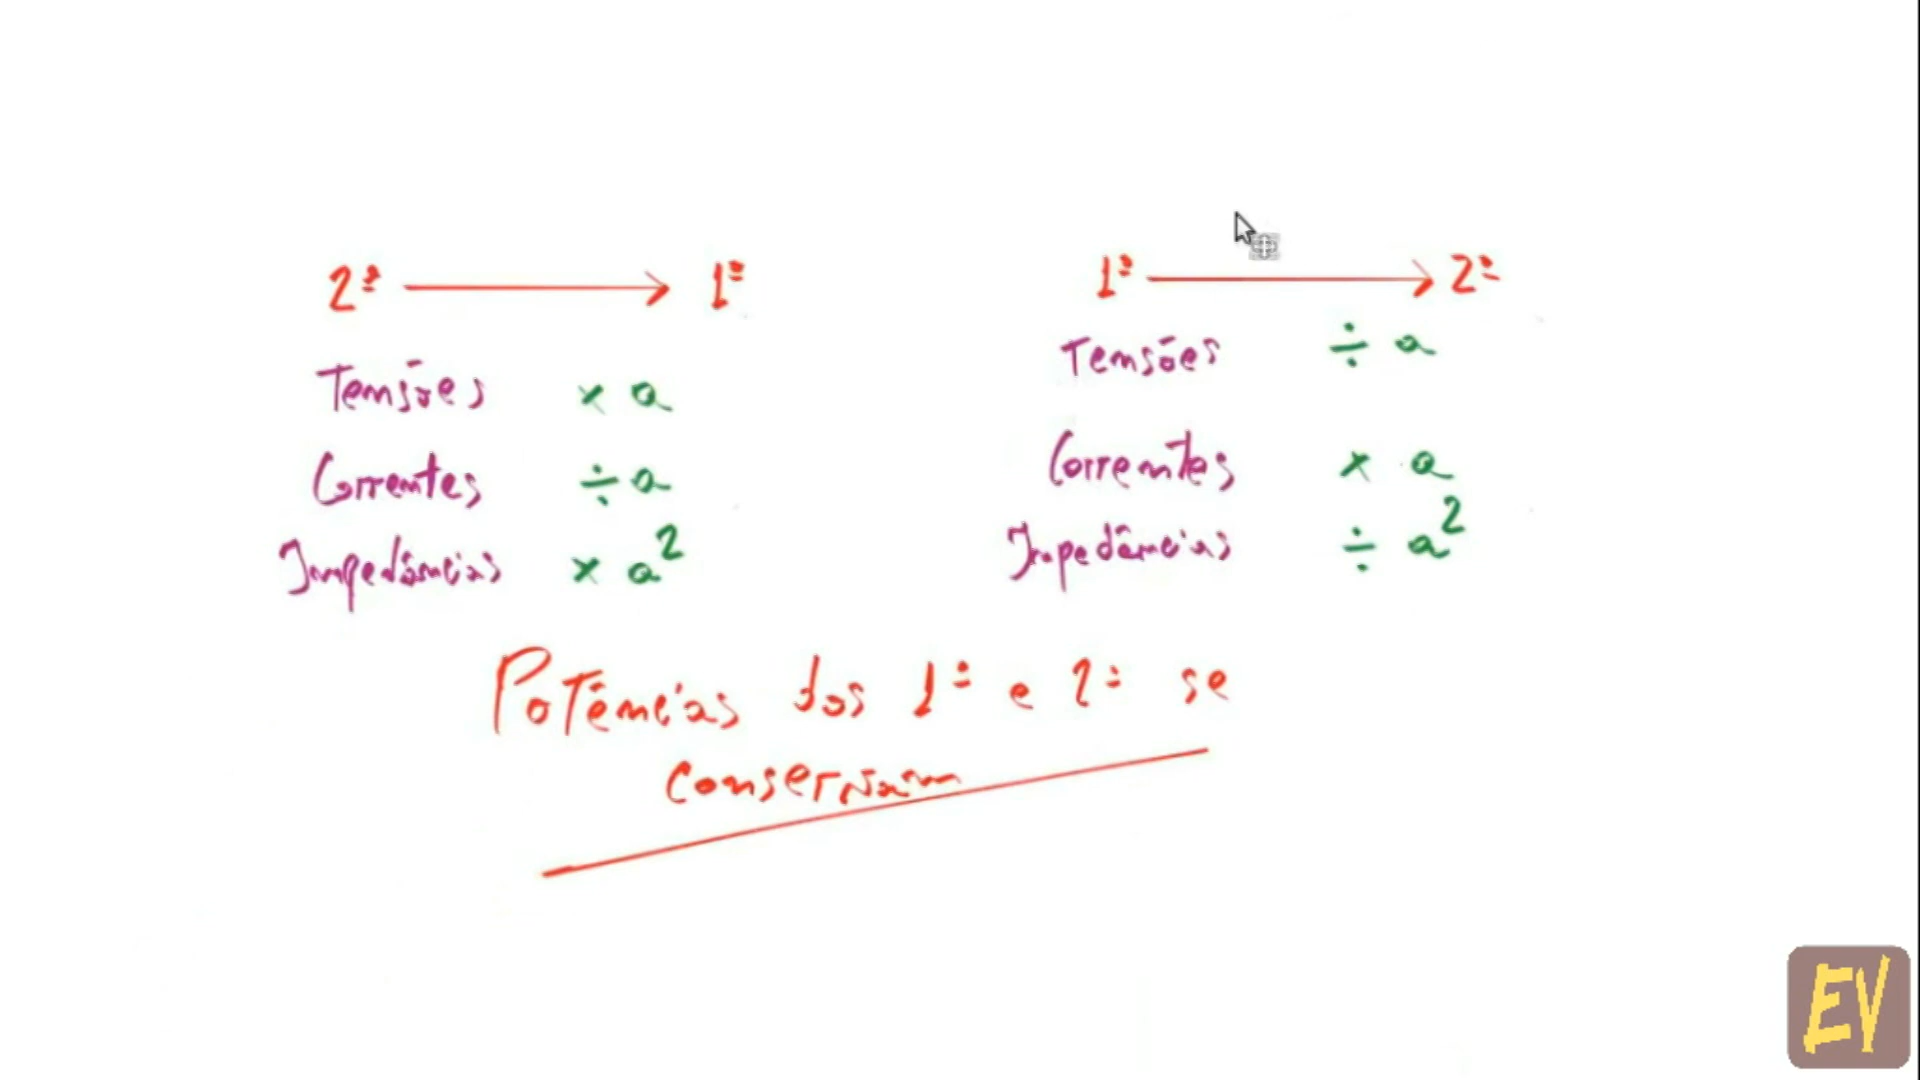 2º → 1º
Tensões × a
Correntes ÷ a
Impedâncias × a²
1º → 2º
Tensões ÷ a
Correntes × a
Impedâncias ÷ a²
Potências dos 1º e 2º se
conservam
EV